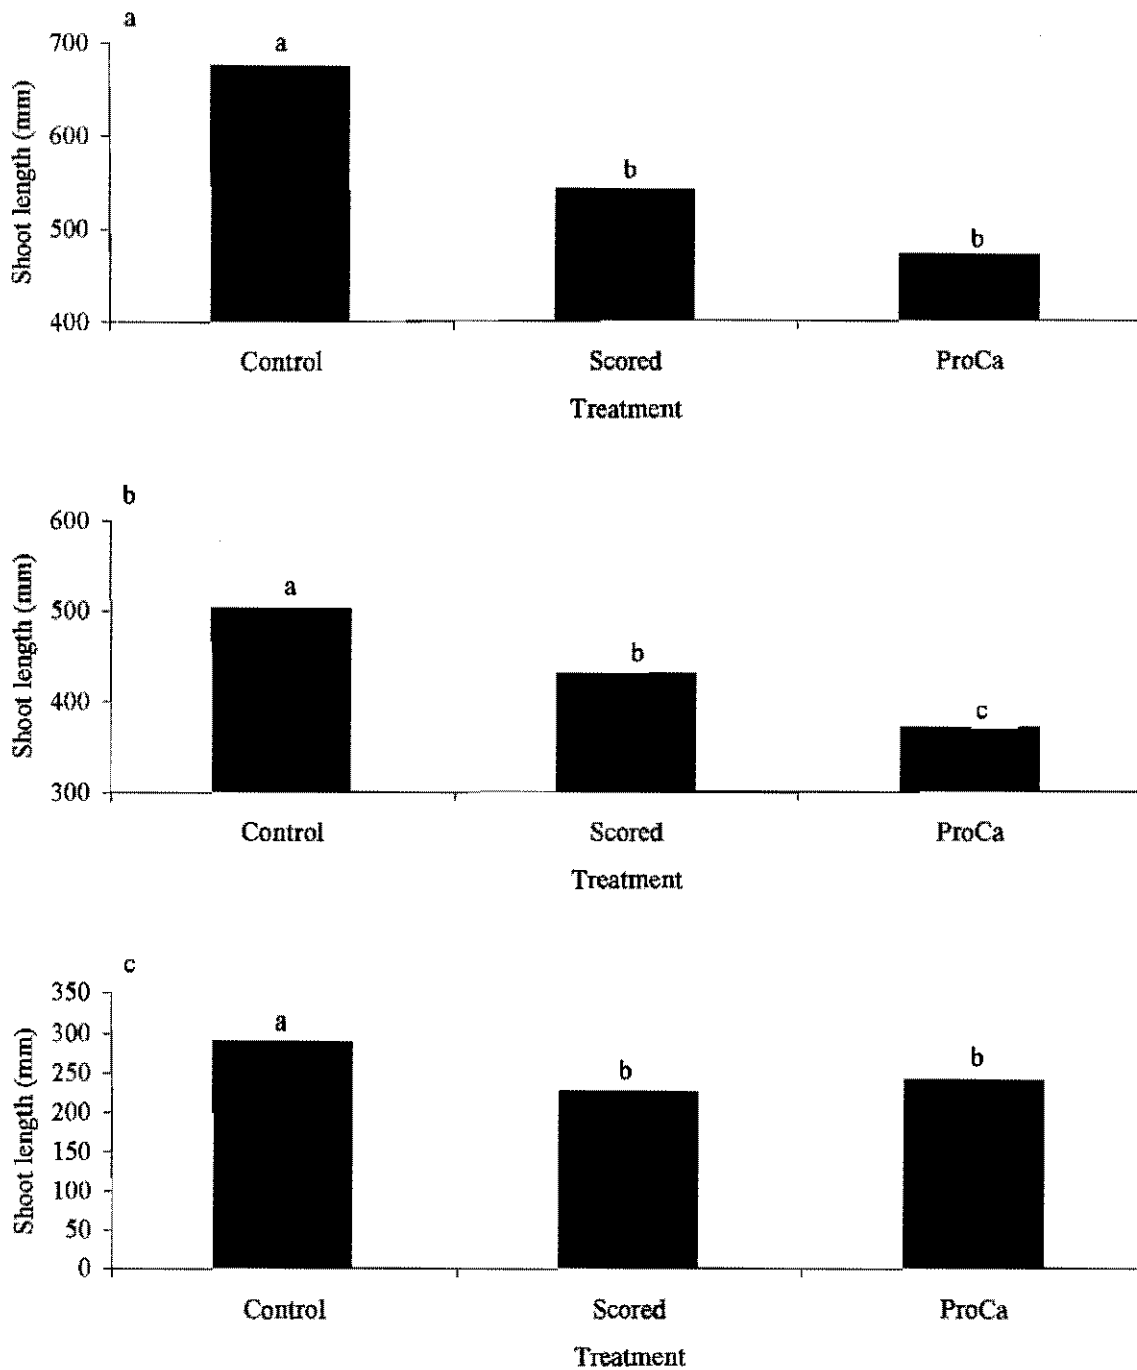 a
700
a
600
b
500
b
400
Shoot length (mm)
Control Scored ProCa
Treatment
b
600
a
500
b
400
c
300
Shoot length (mm)
Control Scored ProCa
Treatment
c
350
a
300
b
250
b
200
150
100
50
0
Shoot length (mm)
Control Scored ProCa
Treatment